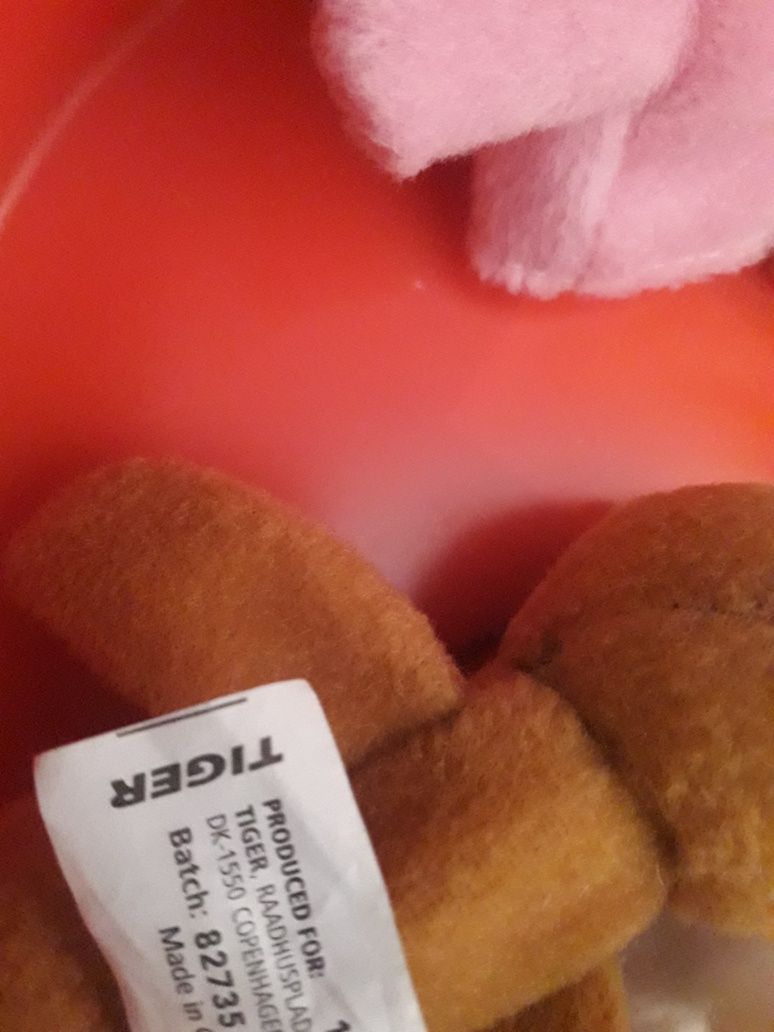 TIGER
PRODUCED FOR:
TIGER, RAADHUSPLAD
DK-1550 COPENHAGE
Batch: 82735
Made in